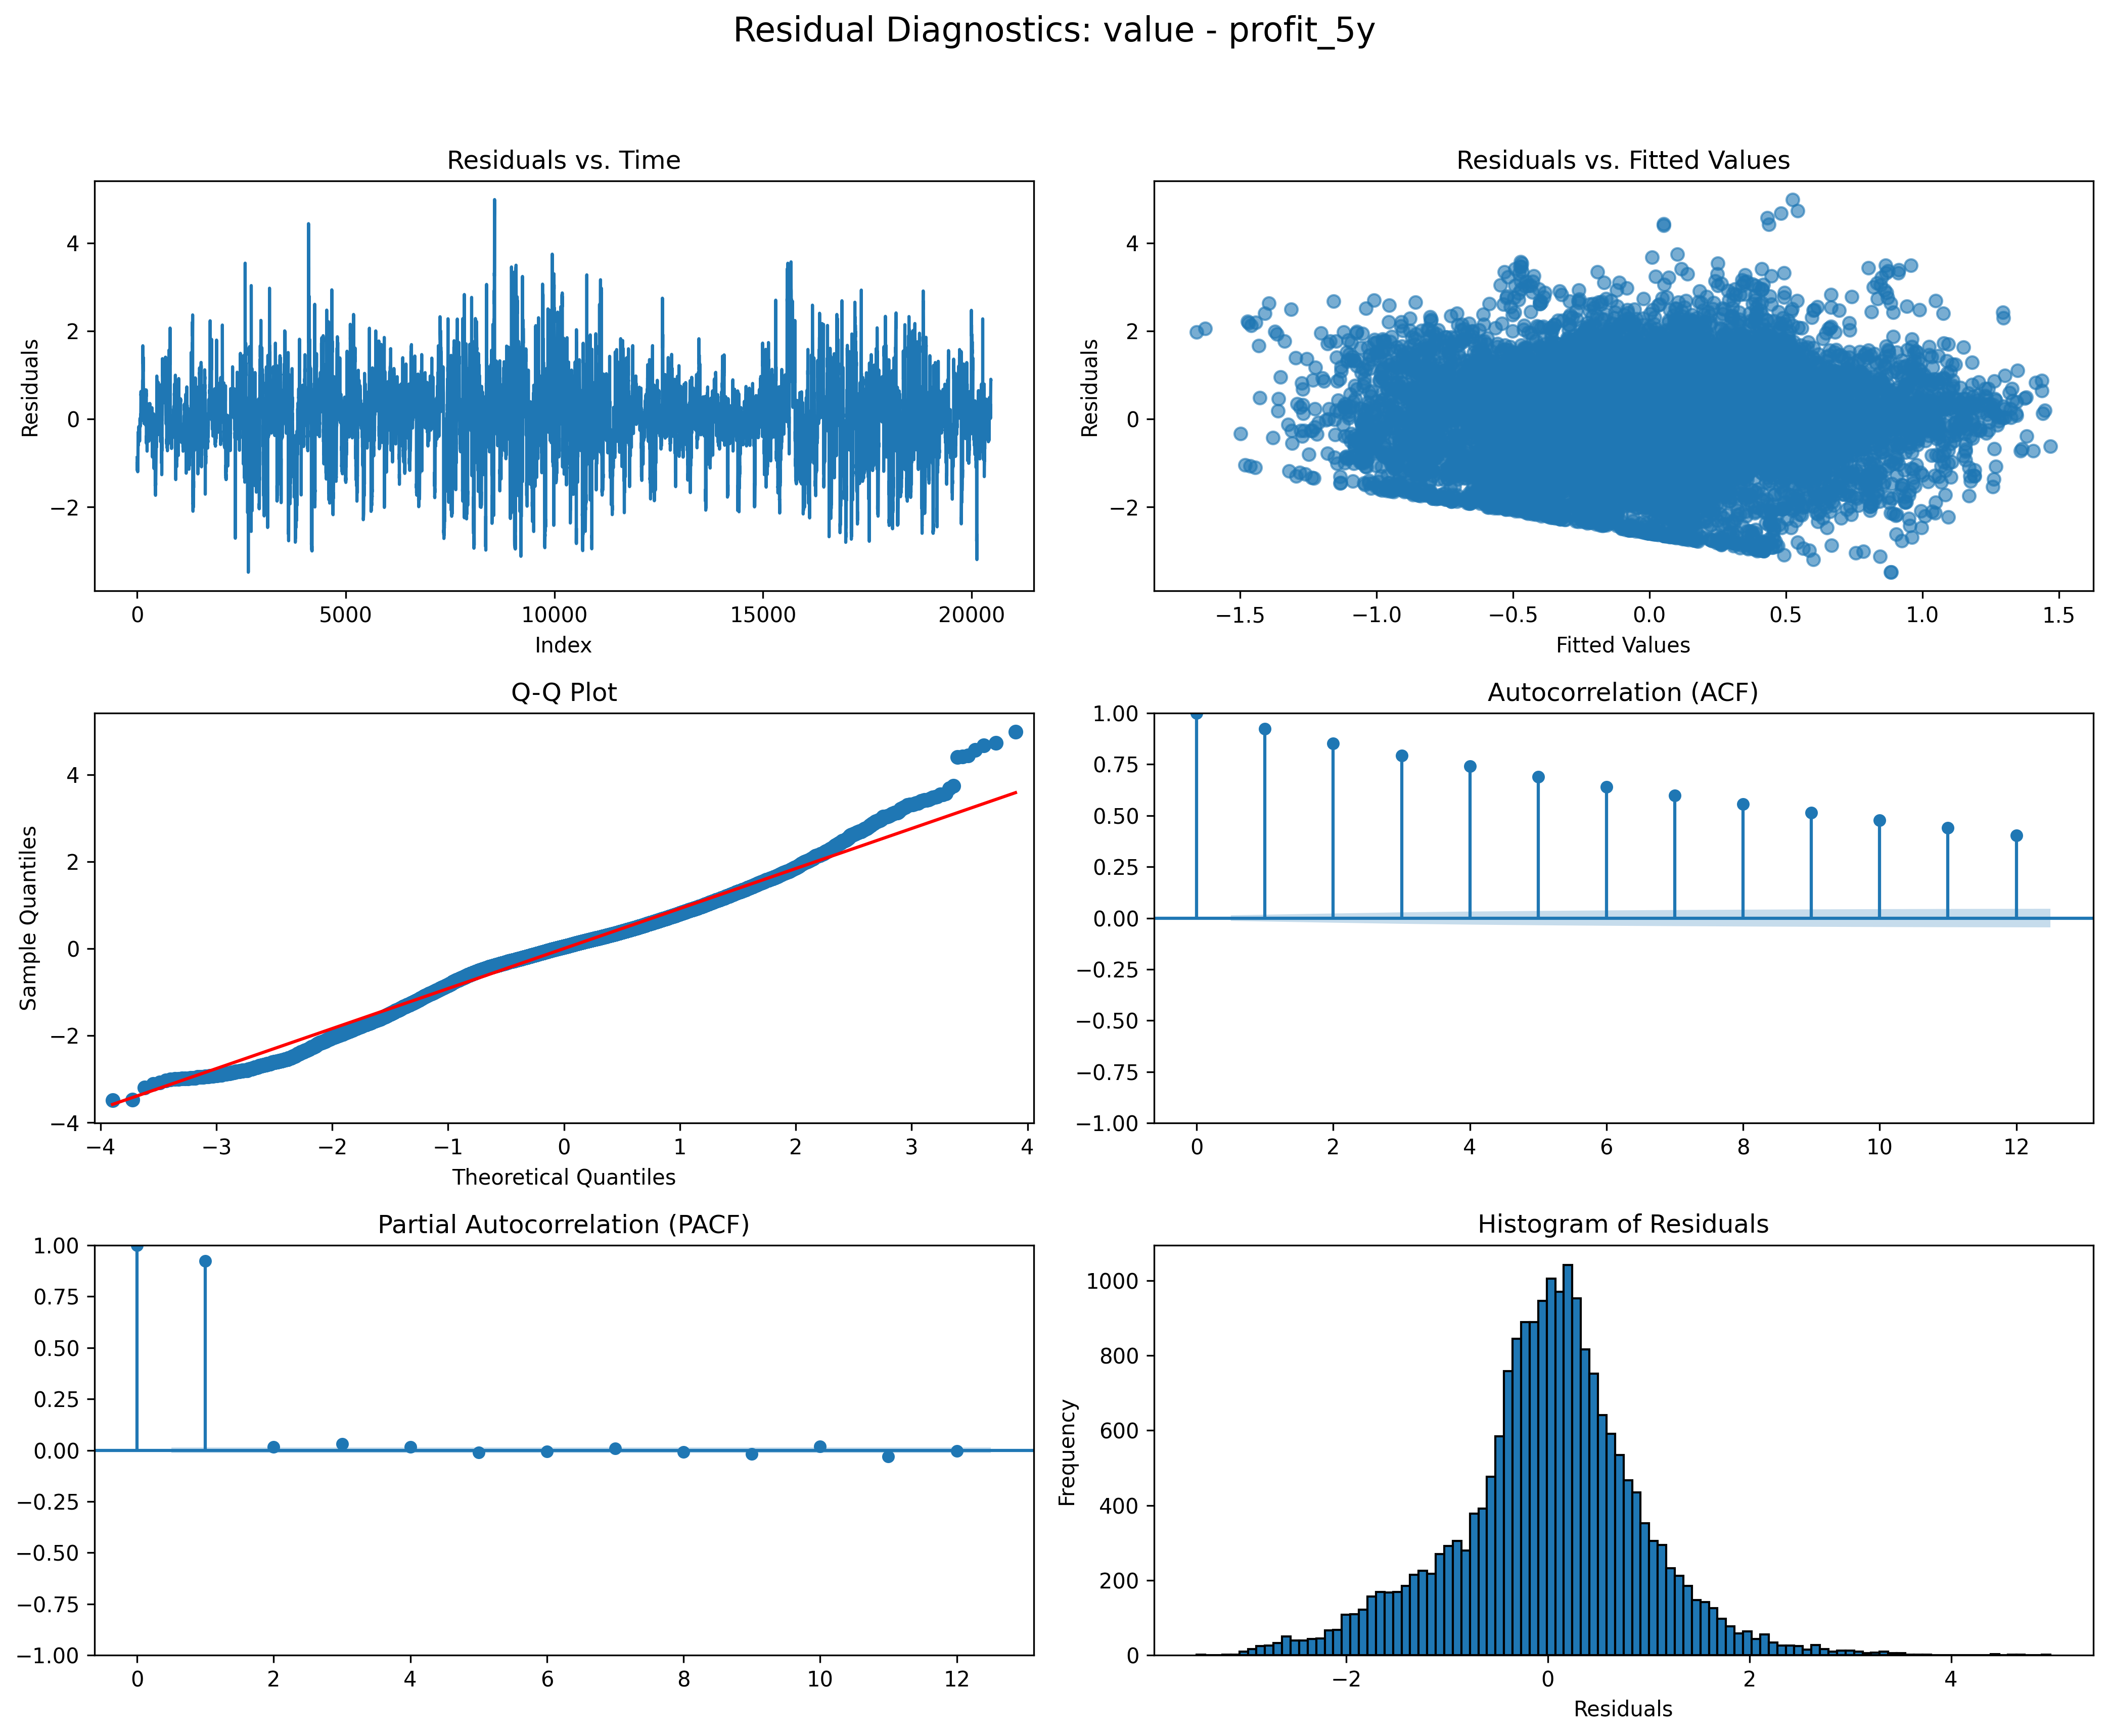 Residual Diagnostics: value - profit_5y
Residuals vs. Time
Residuals
4
2
0
−2
0 5000 10000 15000 20000
Index
Residuals vs. Fitted Values
Residuals
4
2
0
−2
−1.5 −1.0 −0.5 0.0 0.5 1.0 1.5
Fitted Values
Q-Q Plot
Sample Quantiles
4
2
0
−2
−4
−4 −3 −2 −1 0 1 2 3 4
Theoretical Quantiles
Autocorrelation (ACF)
1.00
0.75
0.50
0.25
0.00
−0.25
−0.50
−0.75
−1.00
0 2 4 6 8 10 12
Partial Autocorrelation (PACF)
1.00
0.75
0.50
0.25
0.00
−0.25
−0.50
−0.75
−1.00
0 2 4 6 8 10 12
Histogram of Residuals
Frequency
1000
800
600
400
200
0
−2 0 2 4
Residuals